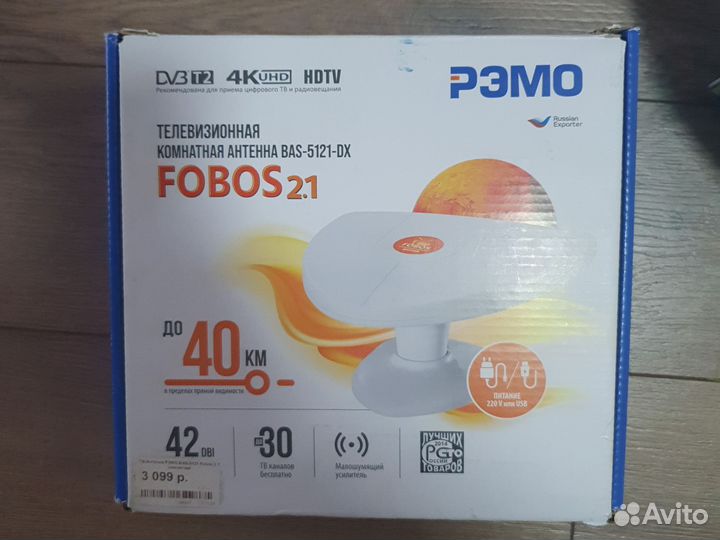 DVB T2 4K UHD HDTV
Рекомендована для приема цифрового ТВ и радиовещания
РЭМО
Russian
Exporter
ТЕЛЕВИЗИОННАЯ
КОМНАТНАЯ АНТЕННА BAS-5121-DX
FOBOS 2.1
ДО 40 КМ
в пределах прямой видимости
ПИТАНИЕ
220 V или USB
42 DBI
до 30
ТВ каналов
бесплатно
Малошумящий
усилитель
ЛУЧШИХ
2014
РОССИИ
ТОВАРОВ
3 099 р.
Avito